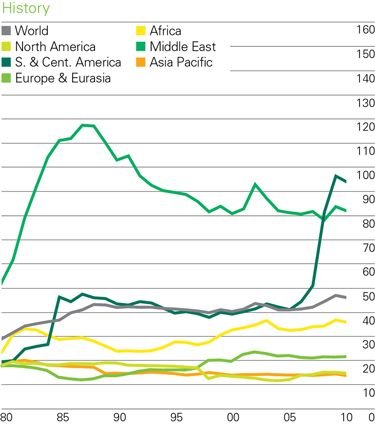 History
World
North America
S. & Cent. America
Europe & Eurasia
Africa
Middle East
Asia Pacific
160
150
140
130
120
110
100
90
80
70
60
50
40
30
20
10
80 85 90 95 00 05 10 0